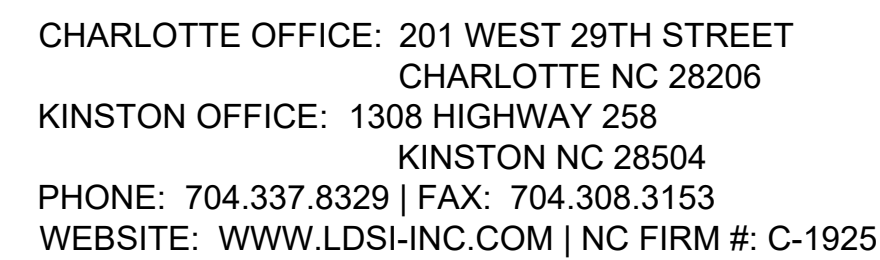 CHARLOTTE OFFICE: 201 WEST 29TH STREET
CHARLOTTE NC 28206
KINSTON OFFICE: 1308 HIGHWAY 258
KINSTON NC 28504
PHONE: 704.337.8329 | FAX: 704.308.3153
WEBSITE: WWW.LDSI-INC.COM | NC FIRM #: C-1925